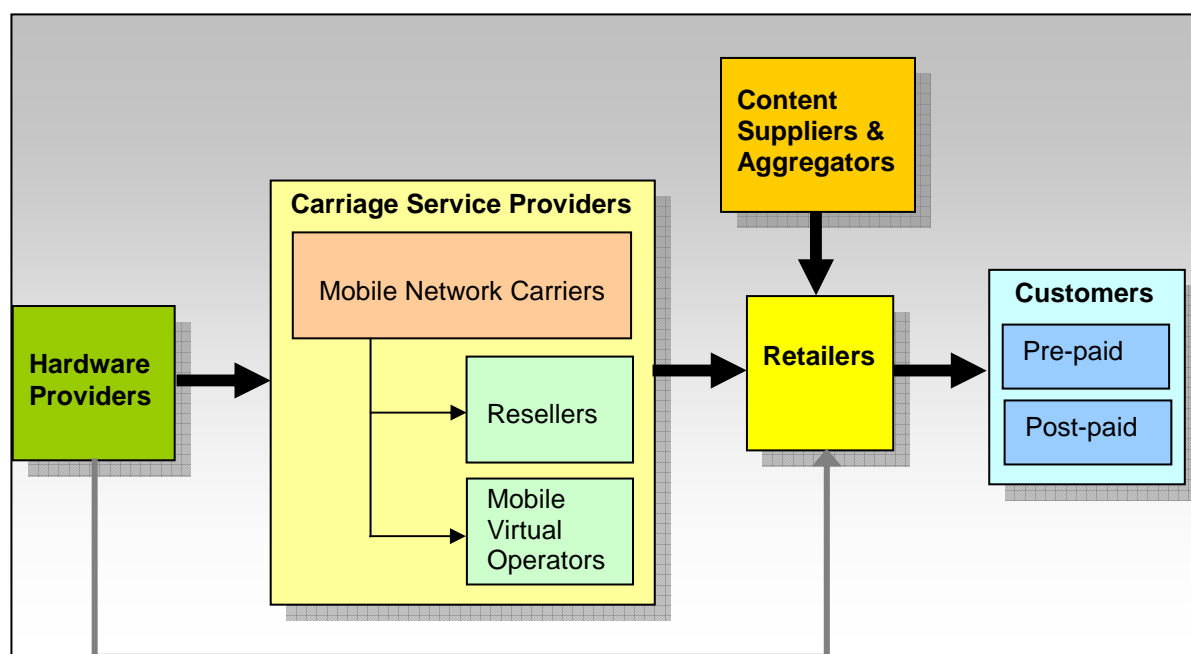 Content
Suppliers &
Aggregators
Carriage Service Providers
Mobile Network Carriers
Customers
Hardware
Providers
Retailers
Pre-paid
Resellers
Post-paid
Mobile
Virtual
Operators